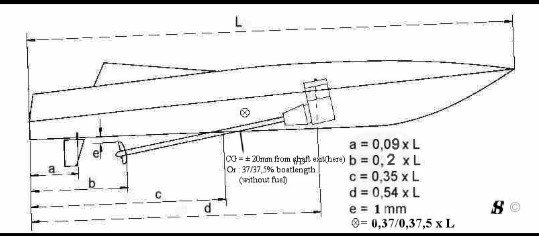 L
e
a
b
c
d
CG = ± 20mm from shaft exit(here)
Or : 37/37,5% boatlength
(without fuel)
a = 0,09 x L
b = 0, 2 x L
c = 0,35 x L
d = 0,54 x L
e = 1 mm
⊗= 0,37/0,37,5 x L
8 ©